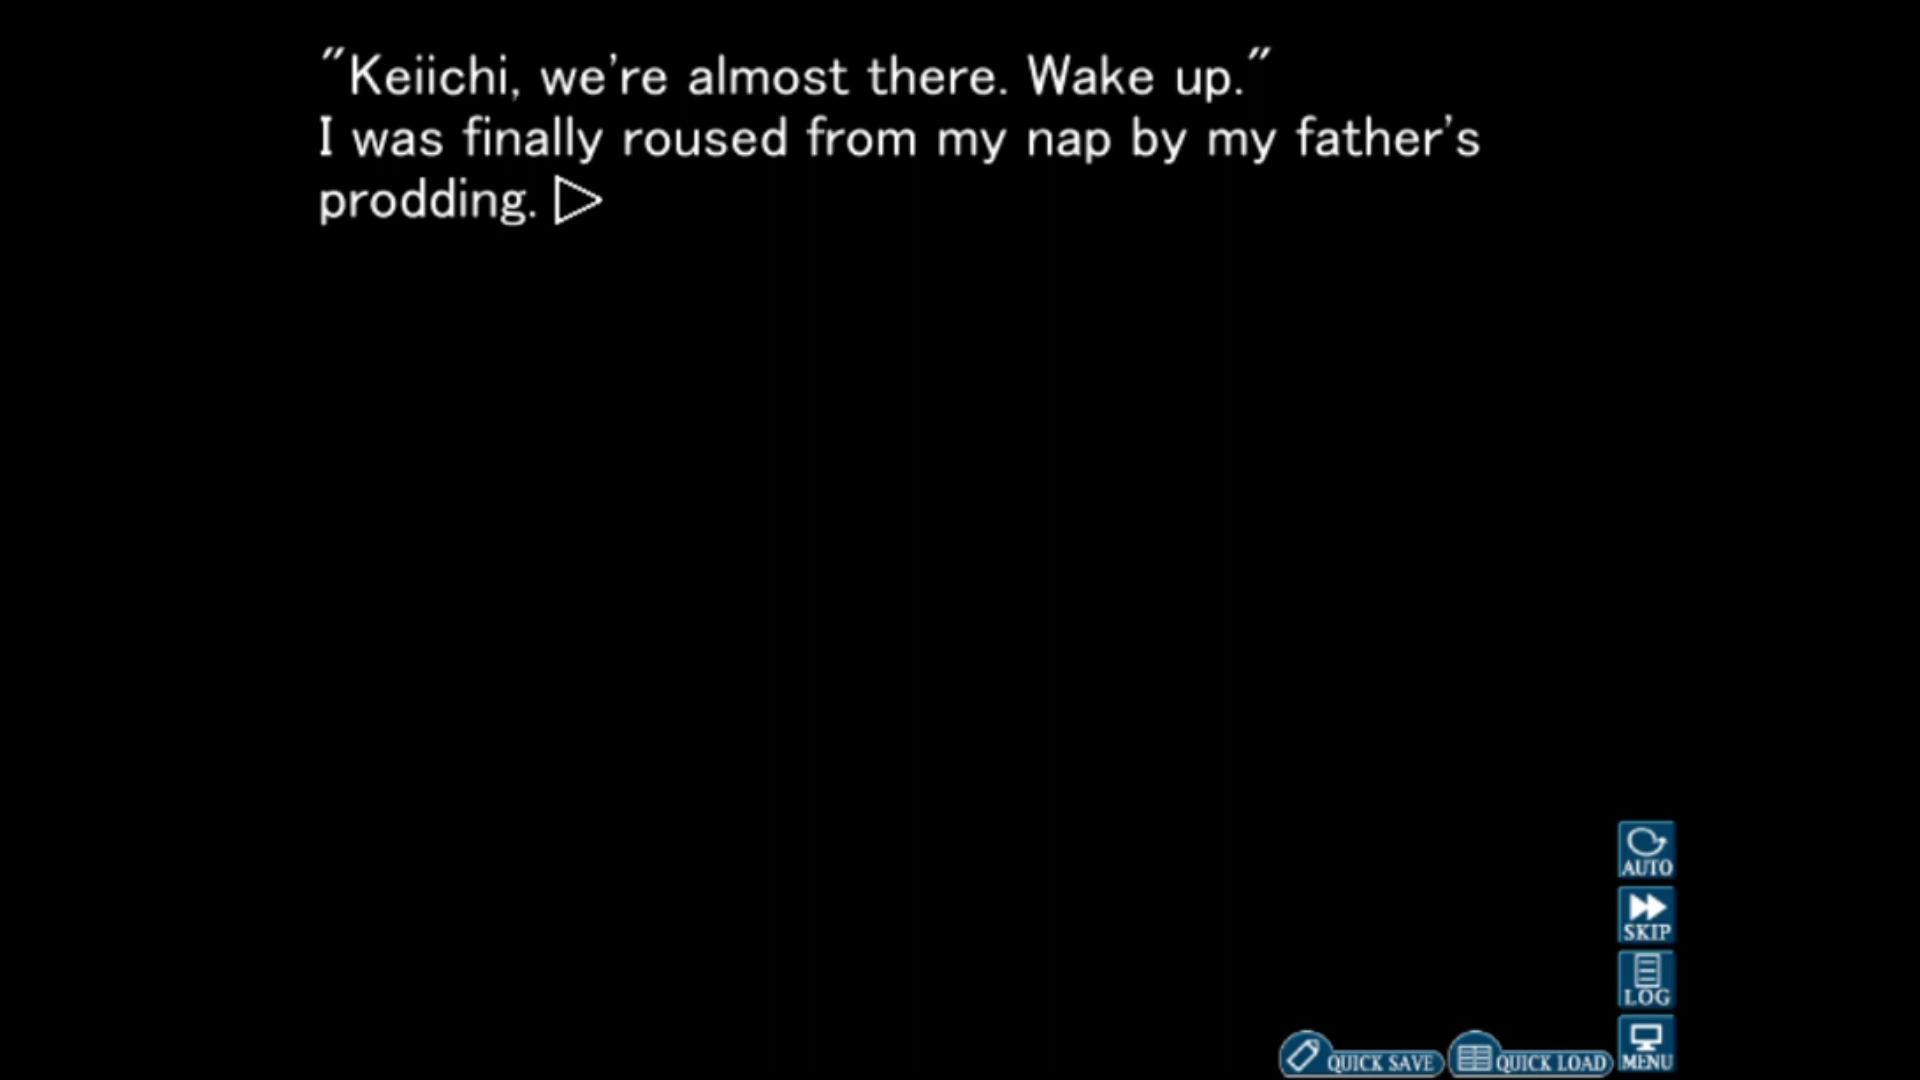 "Keiichi, we're almost there. Wake up."
I was finally roused from my nap by my father's
prodding.
AUTO
SKIP
LOG
QUICK SAVE QUICK LOAD MENU